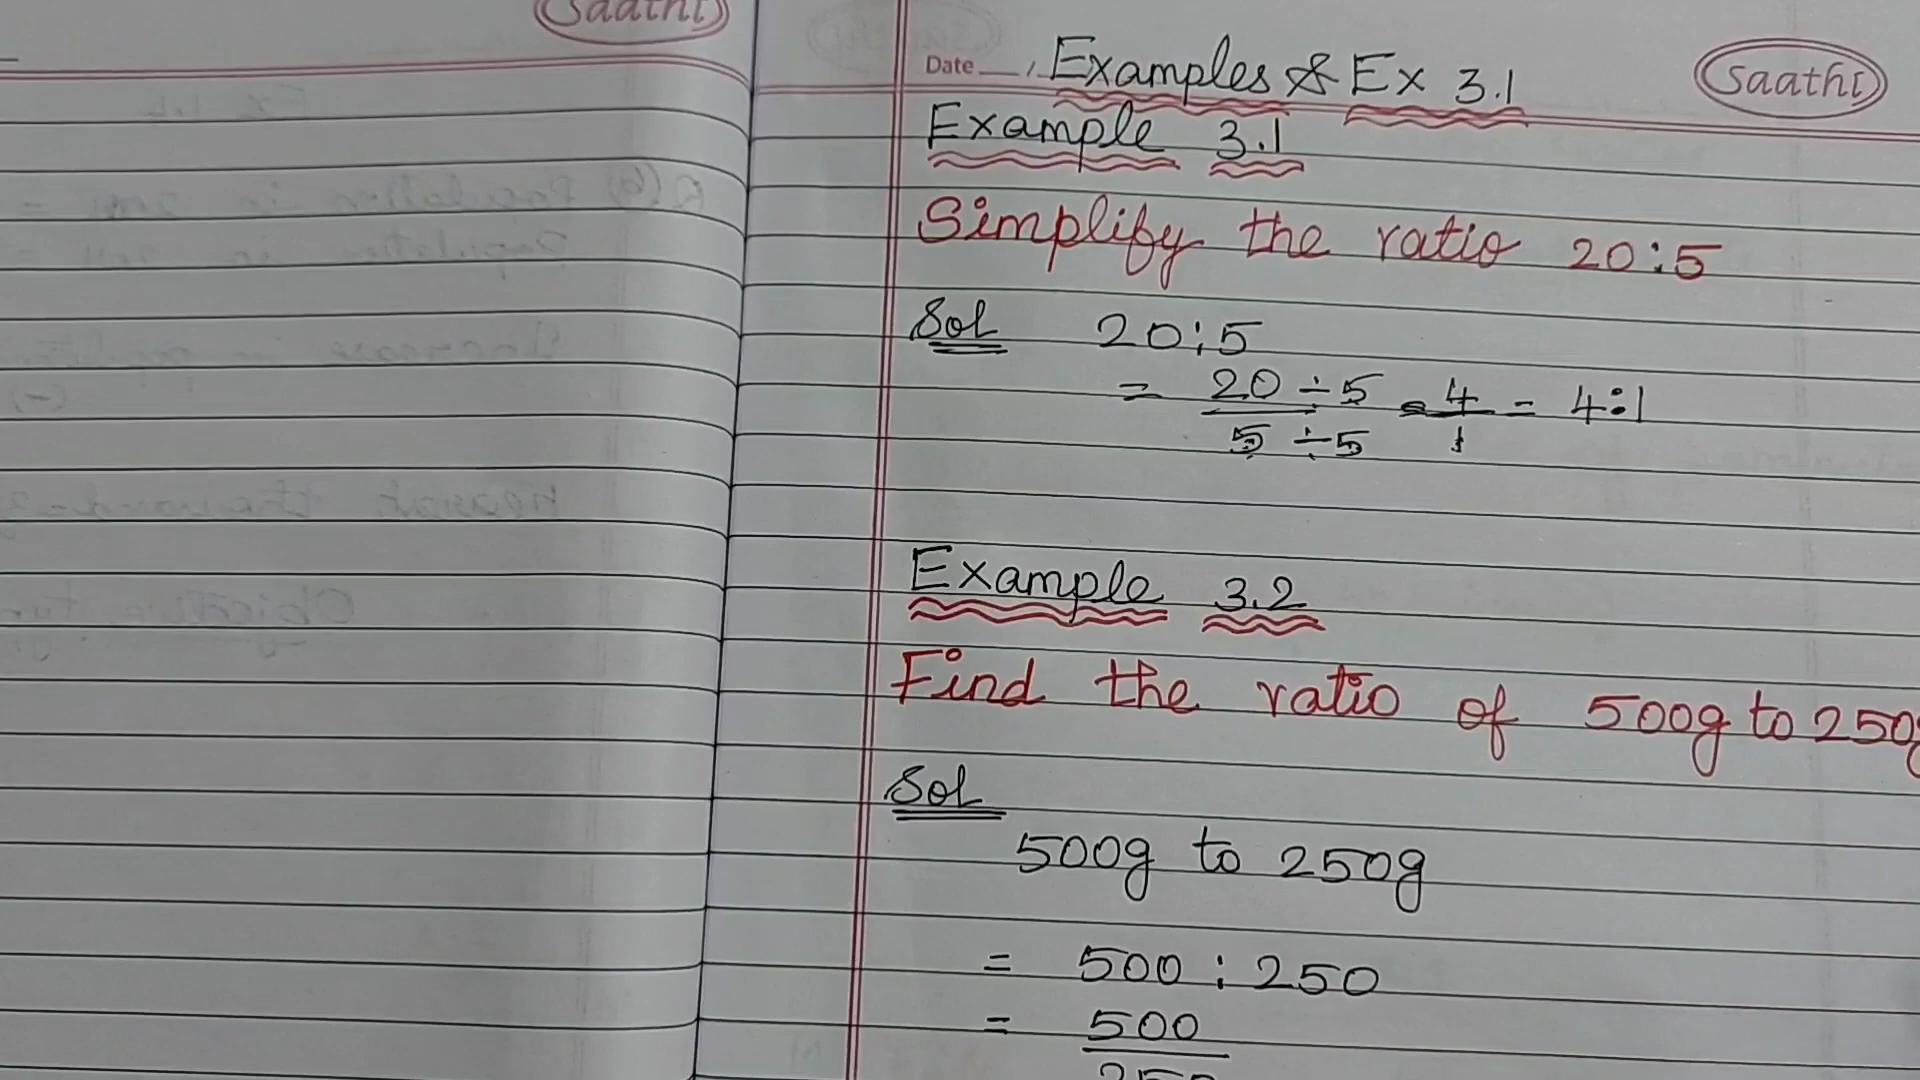 Saathi
Date Examples & Ex 3.1
Saathi
Example 3.1
Simplify the ratio 20:5
Sol 20:5
= 20 ÷ 5 = 4 = 4:1
5 ÷ 5 1
Example 3.2
Find the ratio of 500g to 250g
Sol
500g to 250g
= 500 : 250
= 500
250